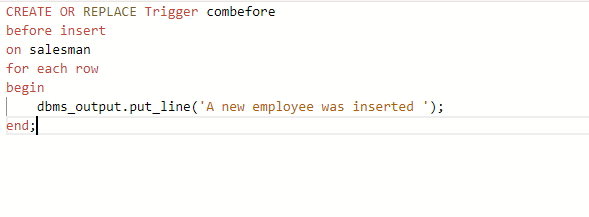 CREATE OR REPLACE Trigger combefore
before insert
on salesman
for each row
begin
    dbms_output.put_line('A new employee was inserted ');
end;